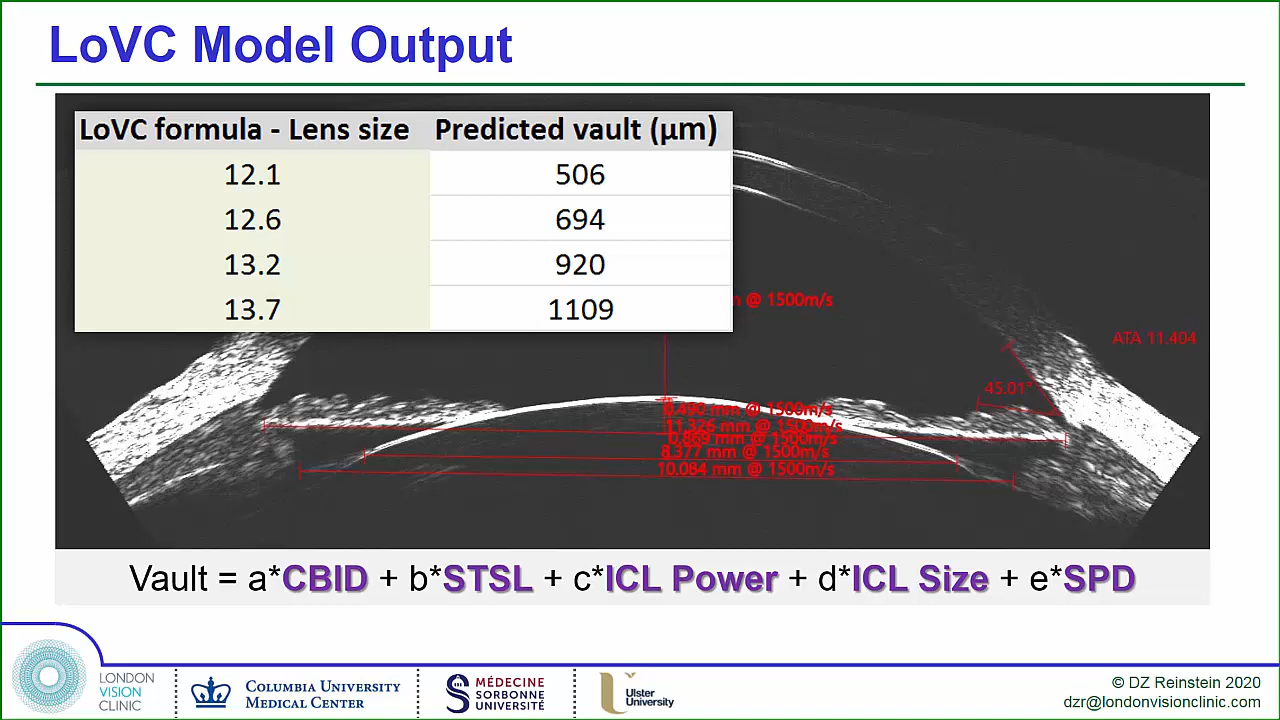 LoVC Model Output
LoVC formula - Lens size Predicted vault (µm)
12.1 506
12.6 694
13.2 920
13.7 1109
@ 1500m/s
ATA 11.404
45.01°
0.490 mm @ 1500m/s
11.326 mm @ 1500m/s
0.869 mm @ 1500m/s
8.377 mm @ 1500m/s
10.084 mm @ 1500m/s
Vault = a*CBID + b*STSL + c*ICL Power + d*ICL Size + e*SPD
LONDON
VISION
CLINIC
COLUMBIA UNIVERSITY
MEDICAL CENTER
MÉDECINE
SORBONNE
UNIVERSITÉ
Ulster
University
© DZ Reinstein 2020
dzr@londonvisionclinic.com